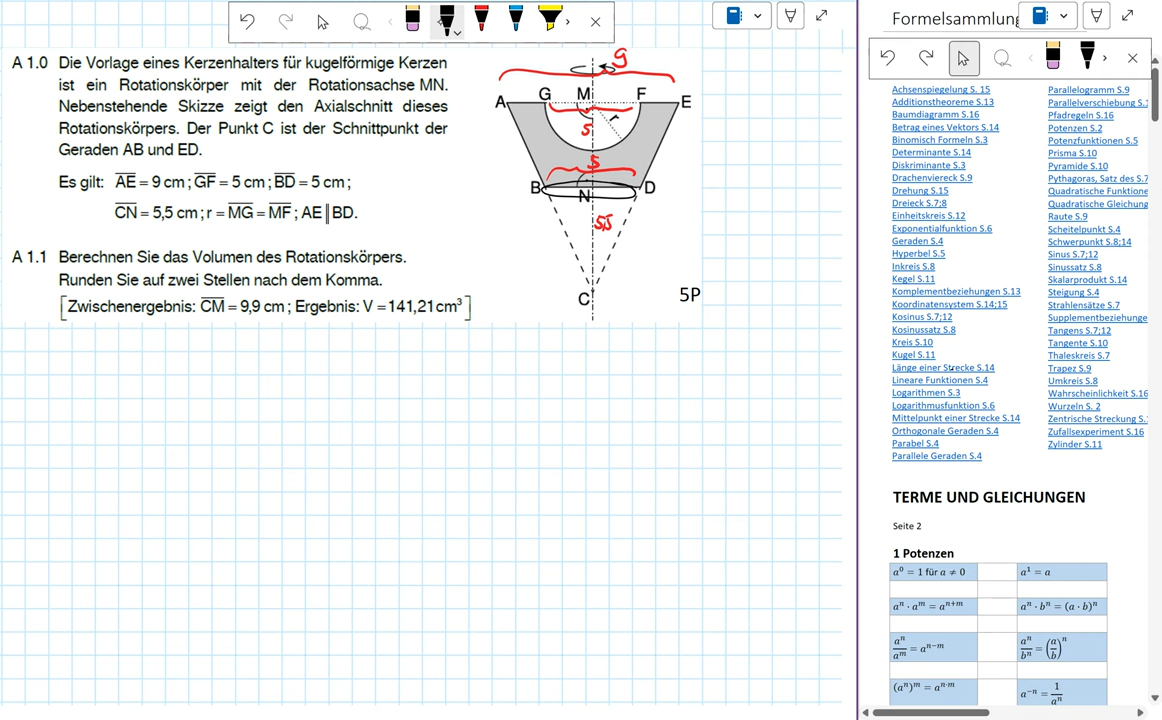 A 1.0 Die Vorlage eines Kerzenhalters für kugelförmige Kerzen
ist ein Rotationskörper mit der Rotationsachse MN.
Nebenstehende Skizze zeigt den Axialschnitt dieses
Rotationskörpers. Der Punkt C ist der Schnittpunkt der
Geraden AB und ED.
Es gilt: AE = 9 cm ; GF = 5 cm ; BD = 5 cm ;
CN = 5,5 cm ; r = MG = MF ; AE ∥ BD.
A 1.1 Berechnen Sie das Volumen des Rotationskörpers.
Runden Sie auf zwei Stellen nach dem Komma.
[Zwischenergebnis: CM = 9,9 cm ; Ergebnis: V = 141,21 cm³]
9
A G M F E
r
5
5
B N D
5,5
C
5P
Formelsammlung
Achsenspiegelung S. 15
Additionstheoreme S.13
Baumdiagramm S.16
Betrag eines Vektors S.14
Binomisch Formeln S.3
Determinante S.14
Diskriminante S.3
Drachenviereck S.9
Drehung S.15
Dreieck S.7;8
Einheitskreis S.12
Exponentialfunktion S.6
Geraden S.4
Hyperbel S.5
Inkreis S.8
Kegel S.11
Komplementbeziehungen S.13
Koordinatensystem S.14;15
Kosinus S.7;12
Kosinussatz S.8
Kreis S.10
Kugel S.11
Länge einer Strecke S.14
Lineare Funktionen S.4
Logarithmen S.3
Logarithmusfunktion S.6
Mittelpunkt einer Strecke S.14
Orthogonale Geraden S.4
Parabel S.4
Parallele Geraden S.4
Parallelogramm S.9
Parallelverschiebung S.
Pfadregeln S.16
Potenzen S.2
Potenzfunktionen S.5
Prisma S.10
Pyramide S.10
Pythagoras, Satz des S.7
Quadratische Funktione
Quadratische Gleichung
Raute S.9
Scheitelpunkt S.4
Schwerpunkt S.8;14
Sinus S.7;12
Sinussatz S.8
Skalarprodukt S.14
Steigung S.4
Strahlensätze S.7
Supplementbeziehunge
Tangens S.7;12
Tangente S.10
Thaleskreis S.7
Trapez S.9
Umkreis S.8
Wahrscheinlichkeit S.16
Wurzeln S. 2
Zentrische Streckung S.
Zufallsexperiment S.16
Zylinder S.11
TERME UND GLEICHUNGEN
Seite 2
1 Potenzen
a⁰ = 1 für a ≠ 0 a¹ = a
aⁿ · aᵐ = aⁿ⁺ᵐ aⁿ · bⁿ = (a · b)ⁿ
aⁿ/aᵐ = aⁿ⁻ᵐ aⁿ/bⁿ = (a/b)ⁿ
(aⁿ)ᵐ = aⁿ·ᵐ a⁻ⁿ = 1/aⁿ